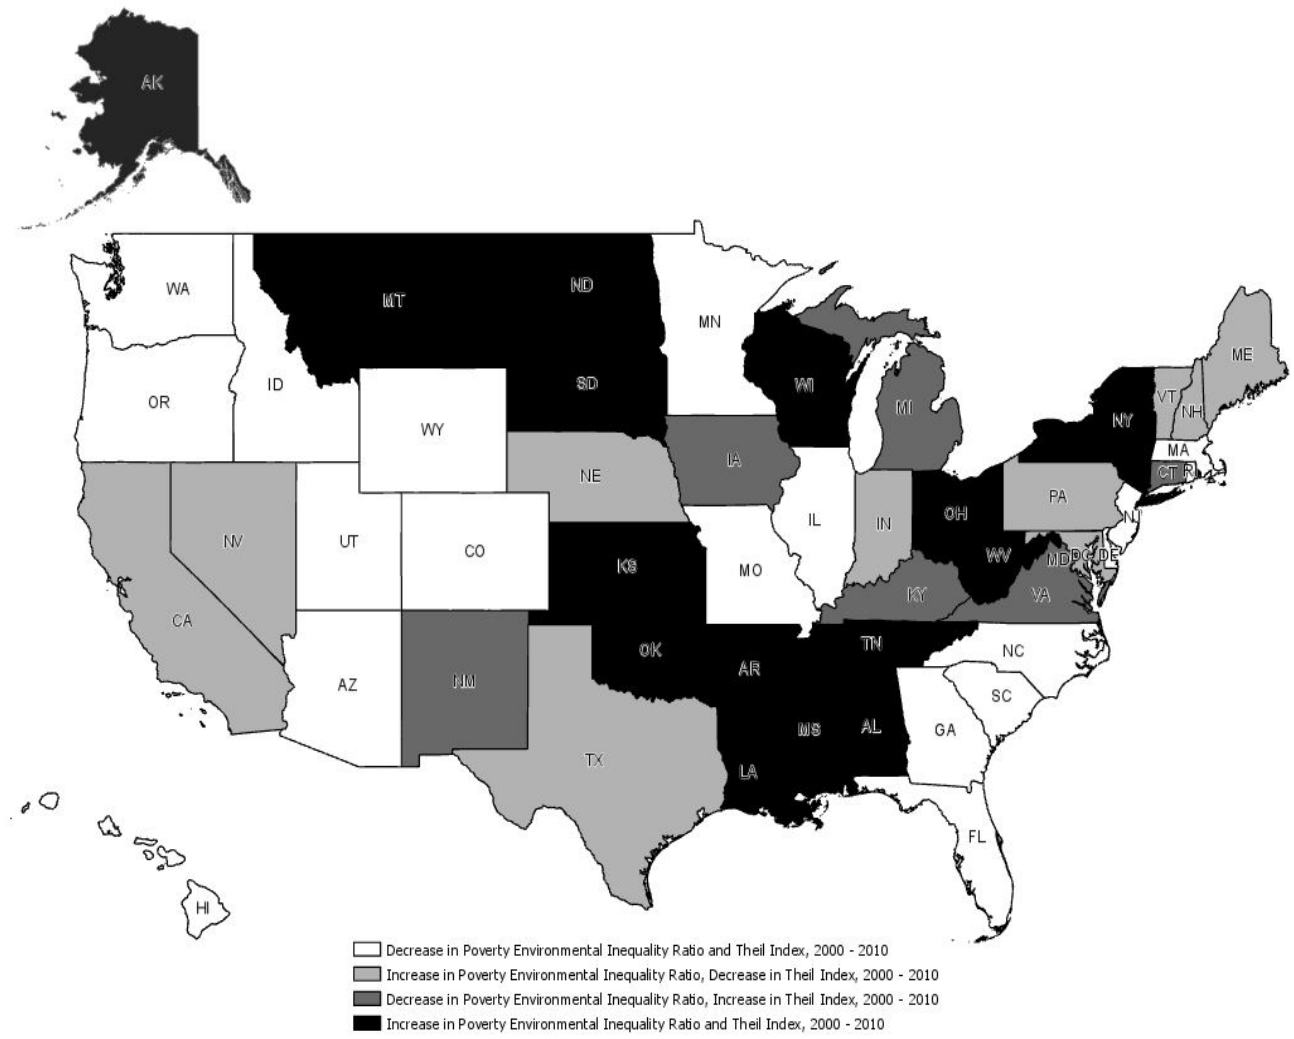 AK
WA
MT
ND
MN
ME
OR
ID
SD
WI
MI
VT
NH
NY
WY
MA
IA
CT
R
NE
PA
NV
UT
CO
IL
IN
OH
NJ
WV
MD
DC
DE
CA
KS
MO
KY
VA
AZ
NM
OK
AR
TN
NC
SC
TX
LA
MS
AL
GA
FL
HI
Decrease in Poverty Environmental Inequality Ratio and Theil Index, 2000 - 2010
Increase in Poverty Environmental Inequality Ratio, Decrease in Theil Index, 2000 - 2010
Decrease in Poverty Environmental Inequality Ratio, Increase in Theil Index, 2000 - 2010
Increase in Poverty Environmental Inequality Ratio and Theil Index, 2000 - 2010